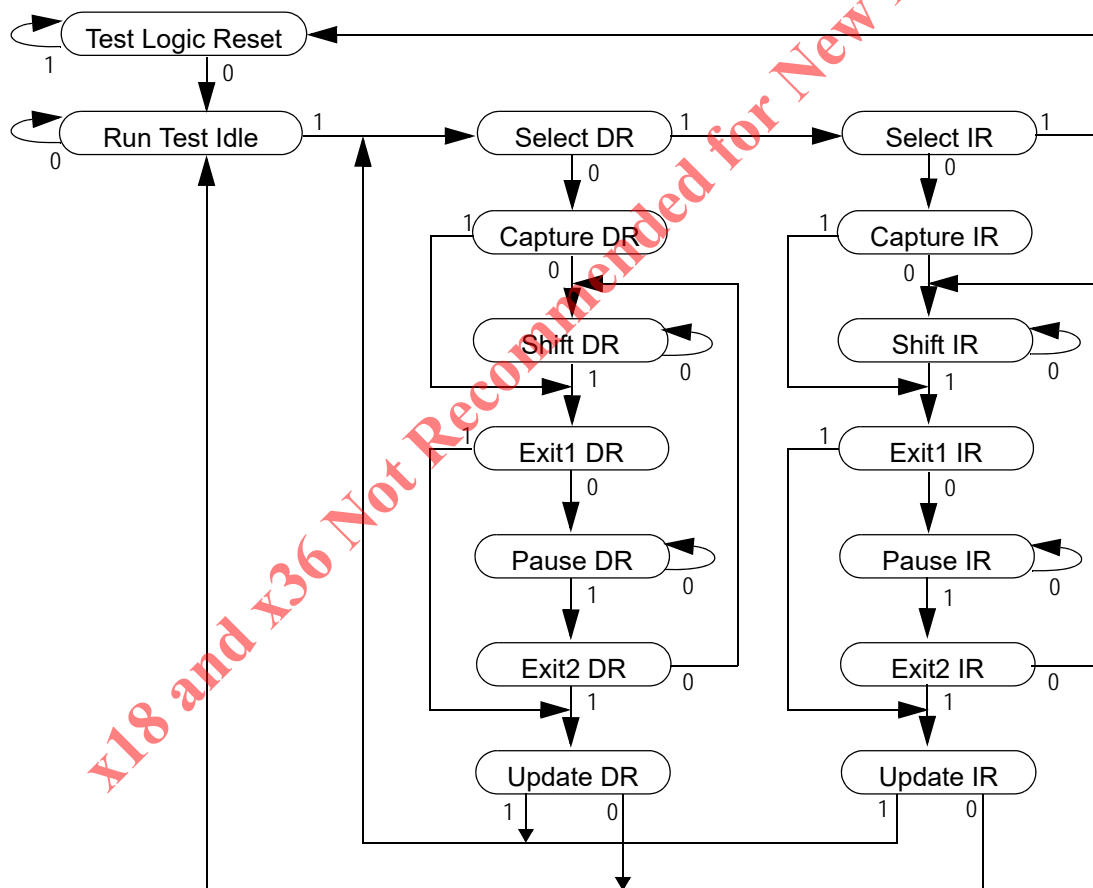 Test Logic Reset
1
0
Run Test Idle
0
1
Select DR
1
0
Select IR
1
0
Capture DR
1
0
Capture IR
1
0
Shift DR
0
1
Shift IR
0
1
Exit1 DR
1
0
Exit1 IR
1
0
Pause DR
0
1
Pause IR
0
1
Exit2 DR
0
1
Exit2 IR
0
1
Update DR
1
0
Update IR
1
0
x18 and x36 Not Recommended for New